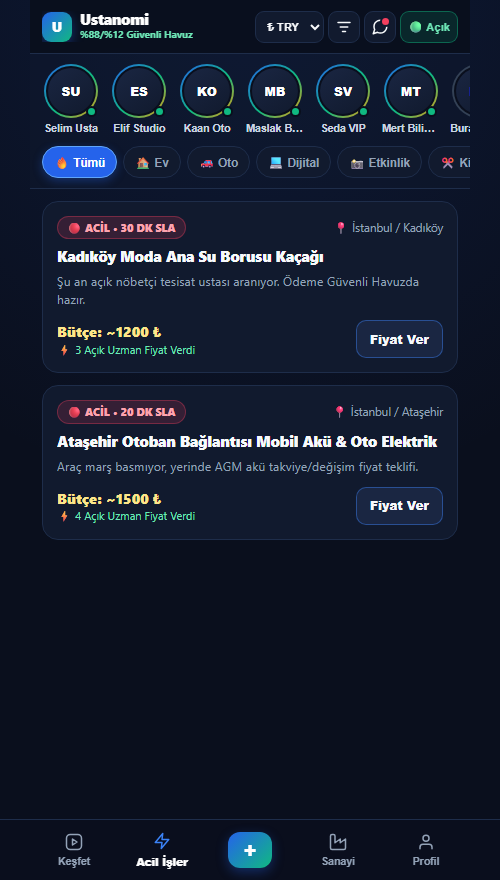 U
Ustanomi
%88/%12 Güvenli Havuz
₺ TRY
Açık
SU
ES
KO
MB
SV
MT
Selim Usta
Elif Studio
Kaan Oto
Maslak B...
Seda VIP
Mert Bili...
Bura
Tümü
Ev
Oto
Dijital
Etkinlik
Ki
ACİL • 30 DK SLA
İstanbul / Kadıköy
Kadıköy Moda Ana Su Borusu Kaçağı
Şu an açık nöbetçi tesisat ustası aranıyor. Ödeme Güvenli Havuzda
hazır.
Bütçe: ~1200 ₺
3 Açık Uzman Fiyat Verdi
Fiyat Ver
ACİL • 20 DK SLA
İstanbul / Ataşehir
Ataşehir Otoban Bağlantısı Mobil Akü & Oto Elektrik
Araç marş basmıyor, yerinde AGM akü takviye/değişim fiyat teklifi.
Bütçe: ~1500 ₺
4 Açık Uzman Fiyat Verdi
Fiyat Ver
Keşfet
Acil İşler
+
Sanayi
Profil